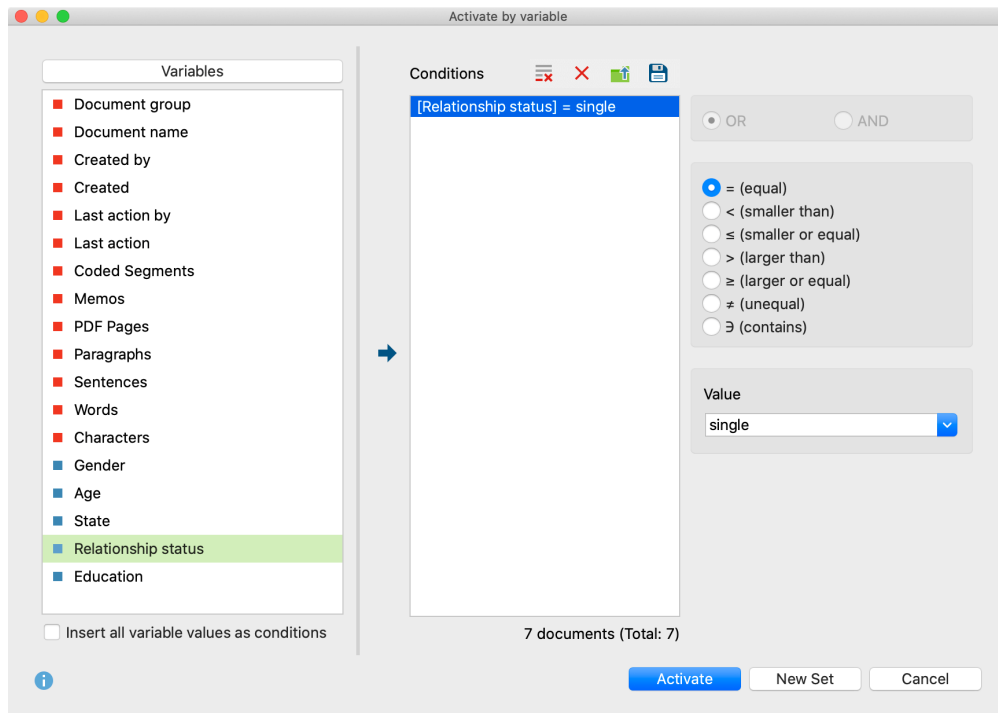 Activate by variable
Variables
Document group
Document name
Created by
Created
Last action by
Last action
Coded Segments
Memos
PDF Pages
Paragraphs
Sentences
Words
Characters
Gender
Age
State
Relationship status
Education
Insert all variable values as conditions
Conditions
[Relationship status] = single
7 documents (Total: 7)
OR AND
= (equal)
< (smaller than)
≤ (smaller or equal)
> (larger than)
≥ (larger or equal)
≠ (unequal)
∋ (contains)
Value
single
Activate New Set Cancel